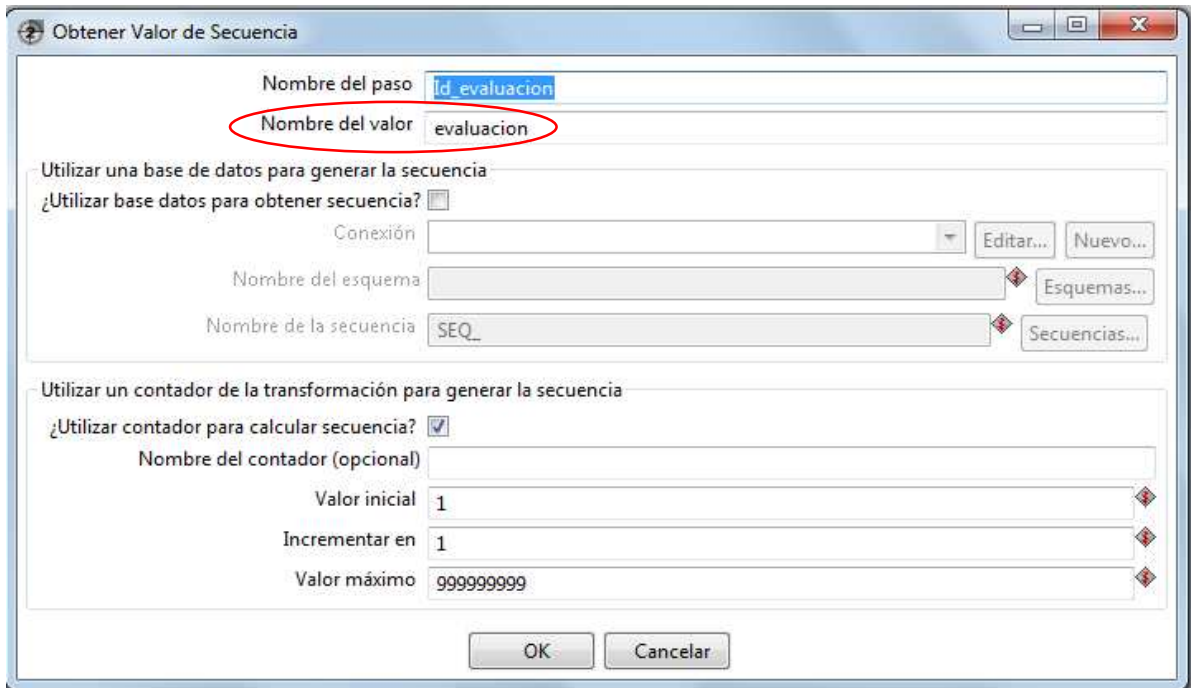 Obtener Valor de Secuencia
Nombre del paso Id_evaluacion
Nombre del valor evaluacion
Utilizar una base de datos para generar la secuencia
¿Utilizar base datos para obtener secuencia?
Conexión Editar... Nuevo...
Nombre del esquema Esquemas...
Nombre de la secuencia SEQ_ Secuencias...
Utilizar un contador de la transformación para generar la secuencia
¿Utilizar contador para calcular secuencia?
Nombre del contador (opcional)
Valor inicial 1
Incrementar en 1
Valor máximo 999999999
OK Cancelar